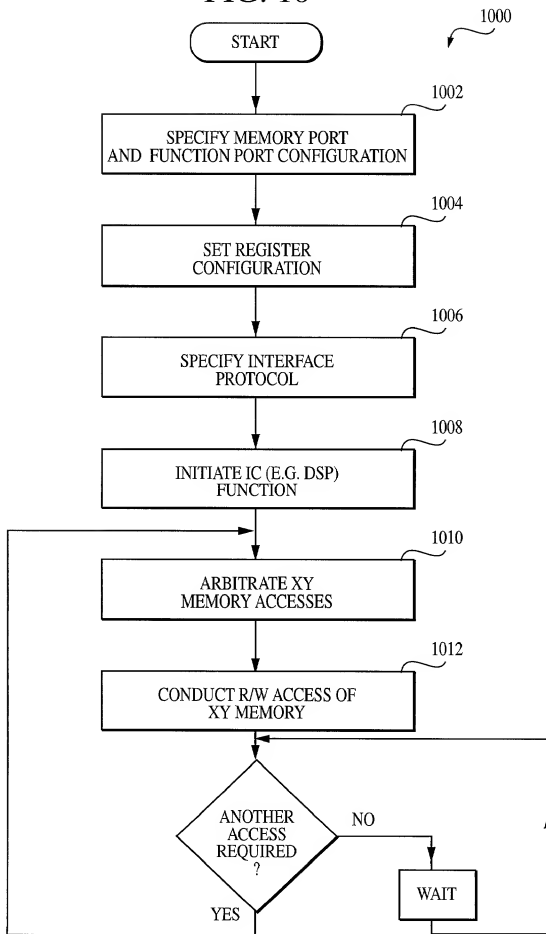 1000
START
1002
SPECIFY MEMORY PORT
AND FUNCTION PORT CONFIGURATION
1004
SET REGISTER
CONFIGURATION
1006
SPECIFY INTERFACE
PROTOCOL
1008
INITIATE IC (E.G. DSP)
FUNCTION
1010
ARBITRATE XY
MEMORY ACCESSES
1012
CONDUCT R/W ACCESS OF
XY MEMORY
ANOTHER
ACCESS
REQUIRED
?
NO
WAIT
YES